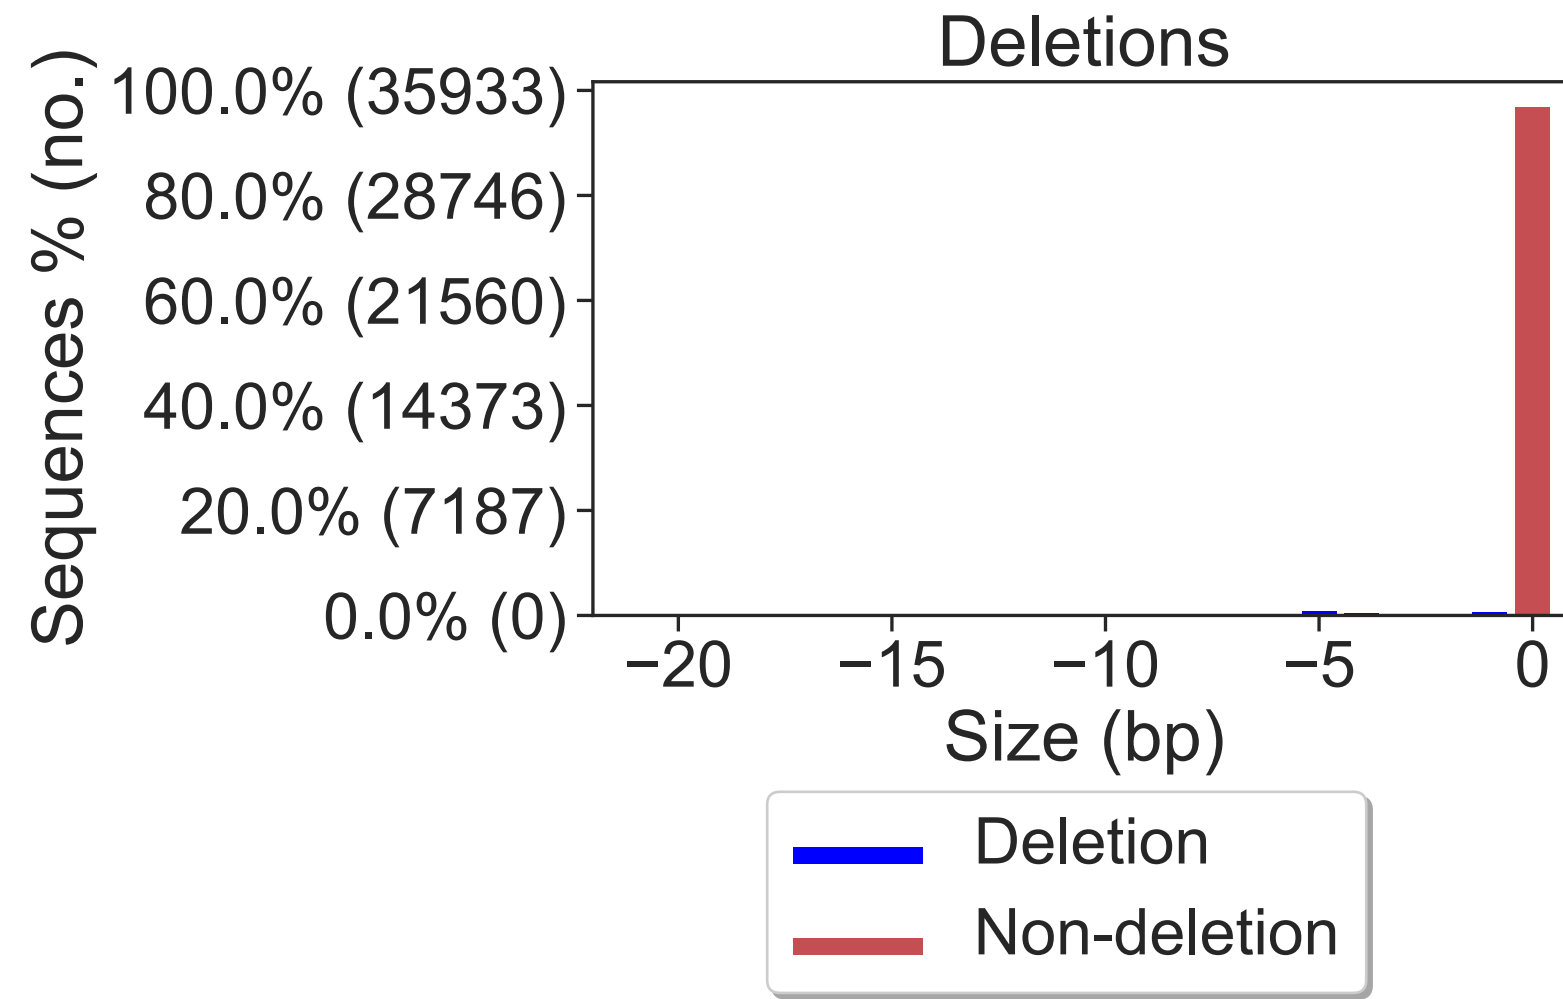 Deletions
Sequences % (no.)
100.0% (35933)
80.0% (28746)
60.0% (21560)
40.0% (14373)
20.0% (7187)
0.0% (0)
−20 −15 −10 −5 0
Size (bp)
Deletion
Non-deletion